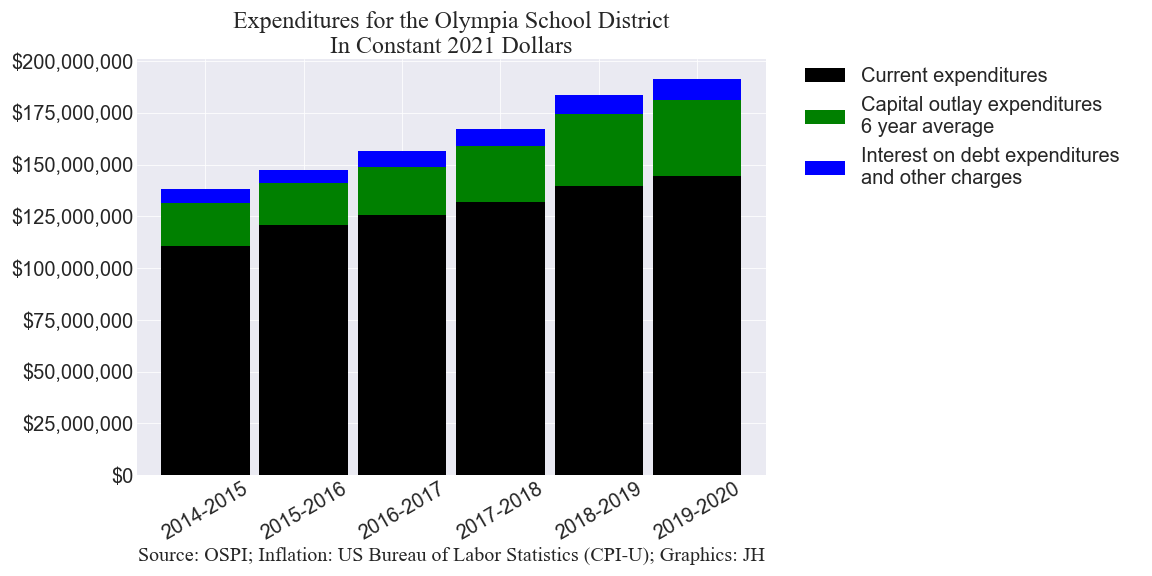 Expenditures for the Olympia School District
In Constant 2021 Dollars
$200,000,000
$175,000,000
$150,000,000
$125,000,000
$100,000,000
$75,000,000
$50,000,000
$25,000,000
$0
2014-2015
2015-2016
2016-2017
2017-2018
2018-2019
2019-2020
Current expenditures
Capital outlay expenditures
6 year average
Interest on debt expenditures
and other charges
Source: OSPI; Inflation: US Bureau of Labor Statistics (CPI-U); Graphics: JH